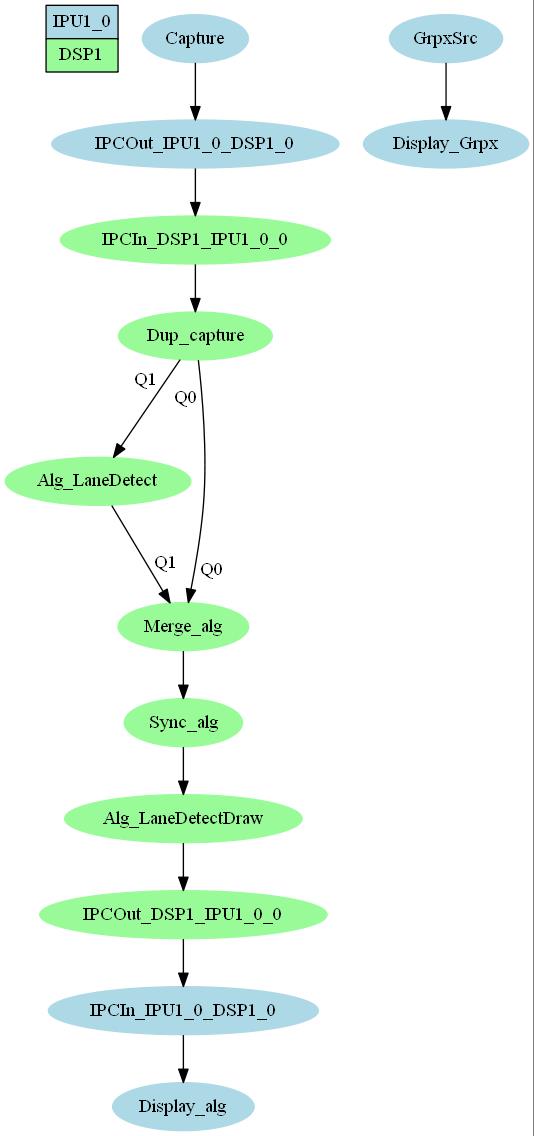 IPU1_0
DSP1
Capture
GrpxSrc
IPCOut_IPU1_0_DSP1_0
Display_Grpx
IPCIn_DSP1_IPU1_0_0
Dup_capture
Q1
Q0
Alg_LaneDetect
Q1
Q0
Merge_alg
Sync_alg
Alg_LaneDetectDraw
IPCOut_DSP1_IPU1_0_0
IPCIn_IPU1_0_DSP1_0
Display_alg